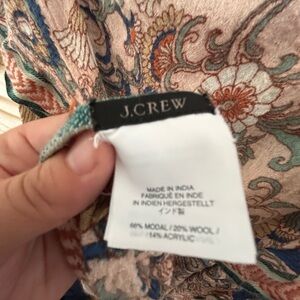 J.CREW
MADE IN INDIA
FABRIQUÉ EN INDE
IN INDIEN HERGESTELLT
インド製
66% MODAL / 20% WOOL /
14% ACRYLIC